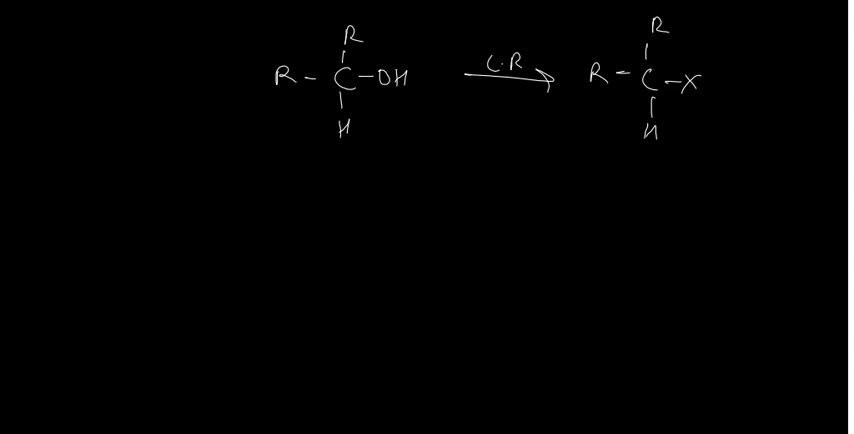 R R
R - C - OH C.R → R - C - X
H H